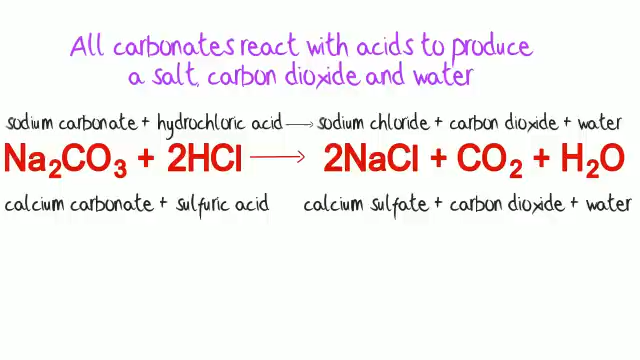 All carbonates react with acids to produce
a salt, carbon dioxide and water
sodium carbonate + hydrochloric acid → sodium chloride + carbon dioxide + water
Na₂CO₃ + 2HCl → 2NaCl + CO₂ + H₂O
calcium carbonate + sulfuric acid calcium sulfate + carbon dioxide + water